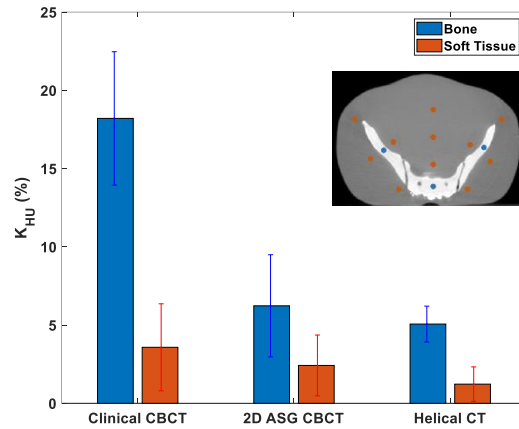 25
20
15
10
5
0
K_HU (%)
Bone
Soft Tissue
Clinical CBCT
2D ASG CBCT
Helical CT